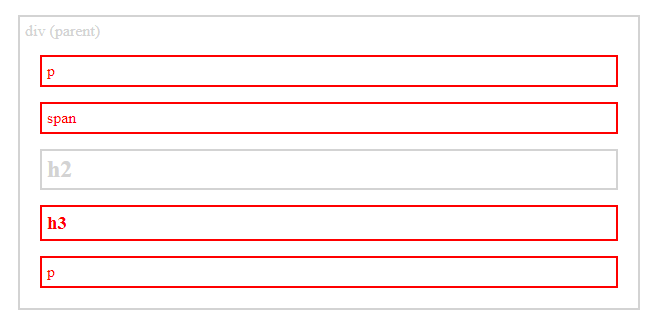 div (parent)
p
span
h2
h3
p